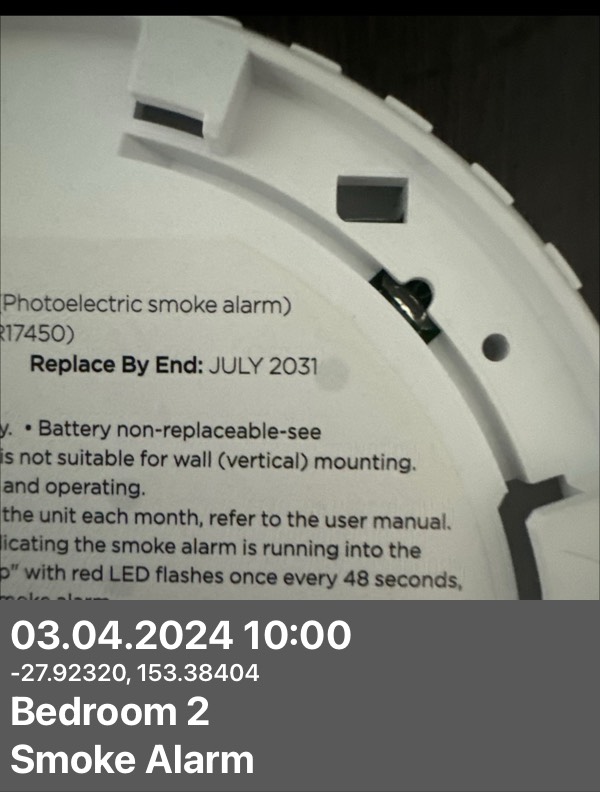 (Photoelectric smoke alarm)
R17450)
Replace By End: JULY 2031
y. • Battery non-replaceable-see
is not suitable for wall (vertical) mounting.
and operating.
the unit each month, refer to the user manual.
licating the smoke alarm is running into the
p” with red LED flashes once every 48 seconds,
03.04.2024 10:00
-27.92320, 153.38404
Bedroom 2
Smoke Alarm